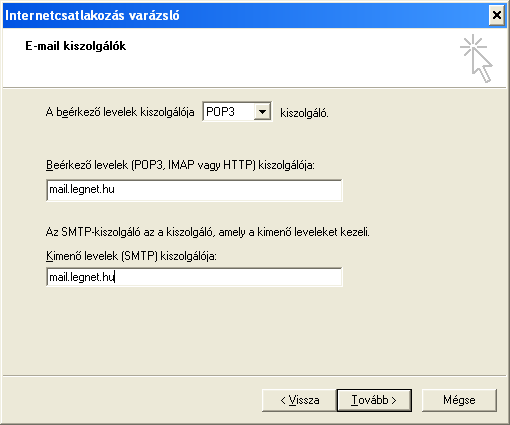 Internetcsatlakozás varázsló
E-mail kiszolgálók
A beérkező levelek kiszolgálója POP3 kiszolgáló.
Beérkező levelek (POP3, IMAP vagy HTTP) kiszolgálója:
mail.legnet.hu
Az SMTP-kiszolgáló az a kiszolgáló, amely a kimenő leveleket kezeli.
Kimenő levelek (SMTP) kiszolgálója:
mail.legnet.hu
< Vissza Tovább > Mégse